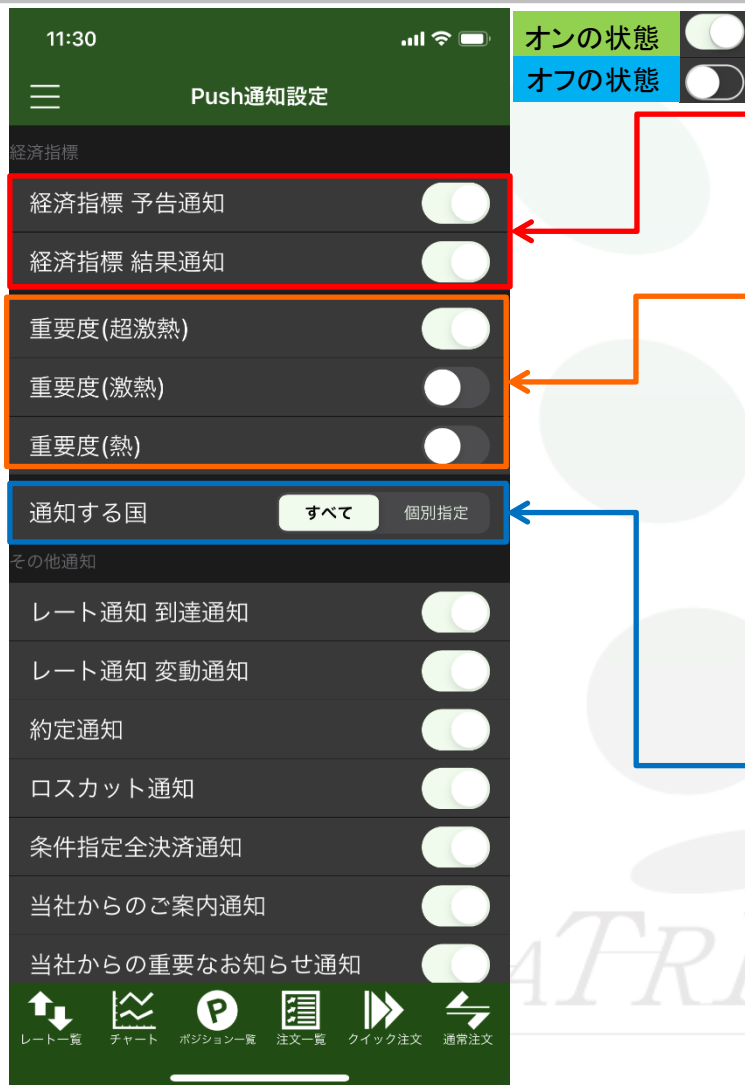 11:30
オンの状態
オフの状態
Push通知設定
経済指標
経済指標 予告通知
経済指標 結果通知
重要度(超激熱)
重要度(激熱)
重要度(熱)
通知する国 すべて 個別指定
その他通知
レート通知 到達通知
レート通知 変動通知
約定通知
ロスカット通知
条件指定全決済通知
当社からのご案内通知
当社からの重要なお知らせ通知
P
レート一覧 チャート ポジション一覧 注文一覧 クイック注文 通常注文